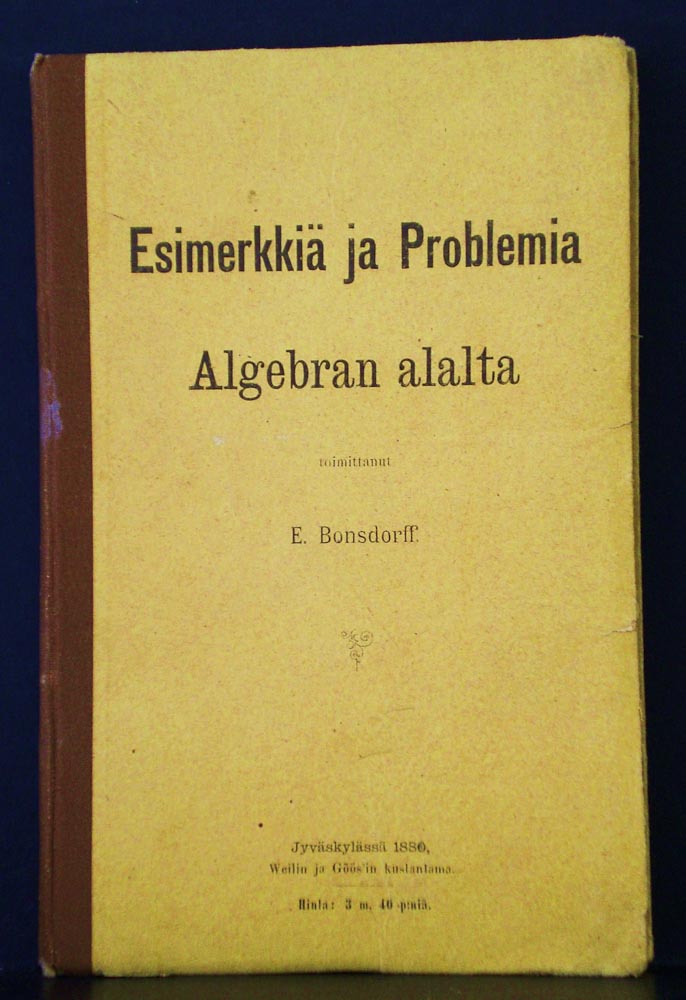 Esimerkkiä ja Problemia
Algebran alalta
toimittanut
E. Bonsdorff.
Jyväskylässä 1880,
Weilin ja Göös'in kustantama.
Hinta: 3 m. 40 p:niä.